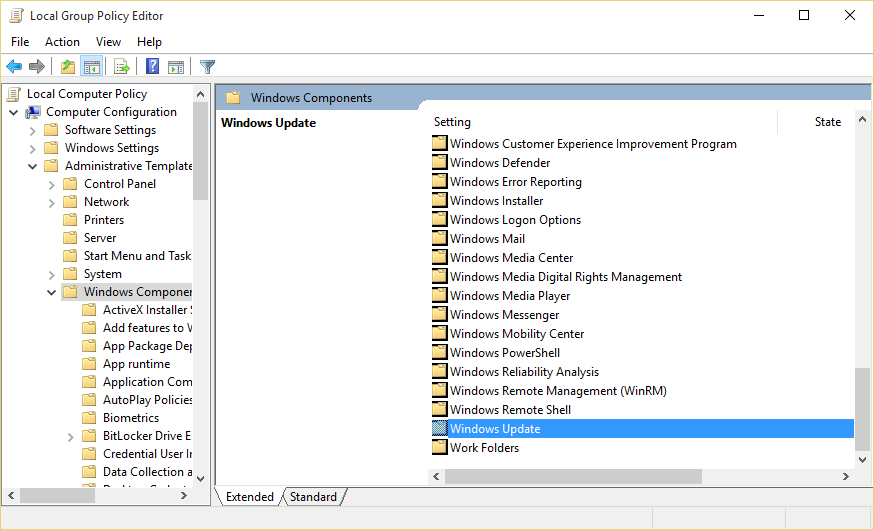 Local Group Policy Editor
File Action View Help
Local Computer Policy
Computer Configuration
Software Settings
Windows Settings
Administrative Template
Control Panel
Network
Printers
Server
Start Menu and Task
System
Windows Componer
ActiveX Installer S
Add features to W
App Package Dep
App runtime
Application Com
AutoPlay Policies
Biometrics
BitLocker Drive E
Credential User Ir
Data Collection a
Windows Components
Windows Update
Setting State
Windows Customer Experience Improvement Program
Windows Defender
Windows Error Reporting
Windows Installer
Windows Logon Options
Windows Mail
Windows Media Center
Windows Media Digital Rights Management
Windows Media Player
Windows Messenger
Windows Mobility Center
Windows PowerShell
Windows Reliability Analysis
Windows Remote Management (WinRM)
Windows Remote Shell
Windows Update
Work Folders
Extended Standard